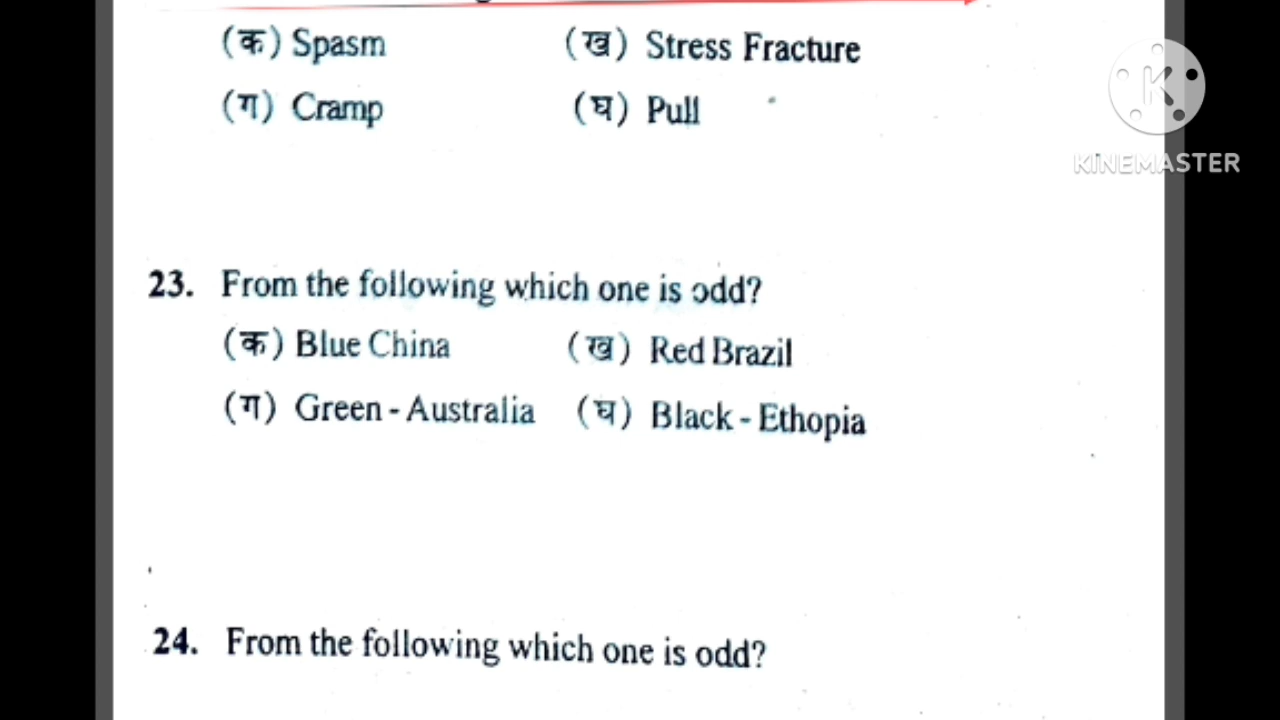 (क) Spasm (ख) Stress Fracture
(ग) Cramp (घ) Pull
KINEMASTER
23. From the following which one is odd?
(क) Blue China (ख) Red Brazil
(ग) Green - Australia (घ) Black - Ethopia
24. From the following which one is odd?